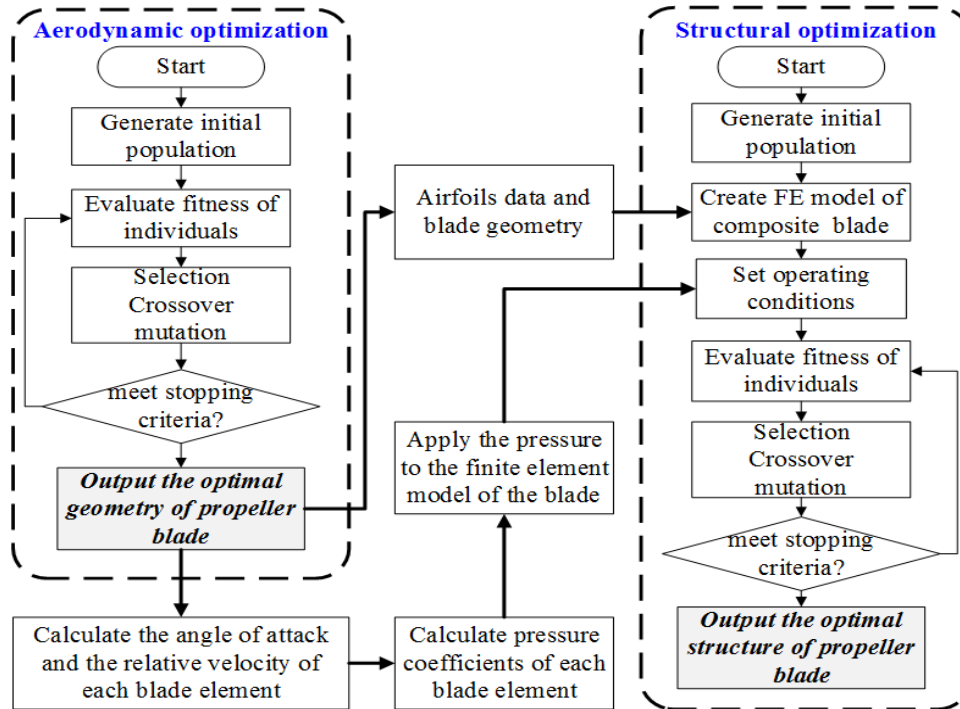 Aerodynamic optimization
Start
Generate initial
population
Evaluate fitness of
individuals
Selection
Crossover
mutation
meet stopping
criteria?
Output the optimal
geometry of propeller
blade
Calculate the angle of attack
and the relative velocity of
each blade element
Calculate pressure
coefficients of each
blade element
Apply the pressure
to the finite element
model of the blade
Airfoils data and
blade geometry
Structural optimization
Start
Generate initial
population
Create FE model of
composite blade
Set operating
conditions
Evaluate fitness of
individuals
Selection
Crossover
mutation
meet stopping
criteria?
Output the optimal
structure of propeller
blade